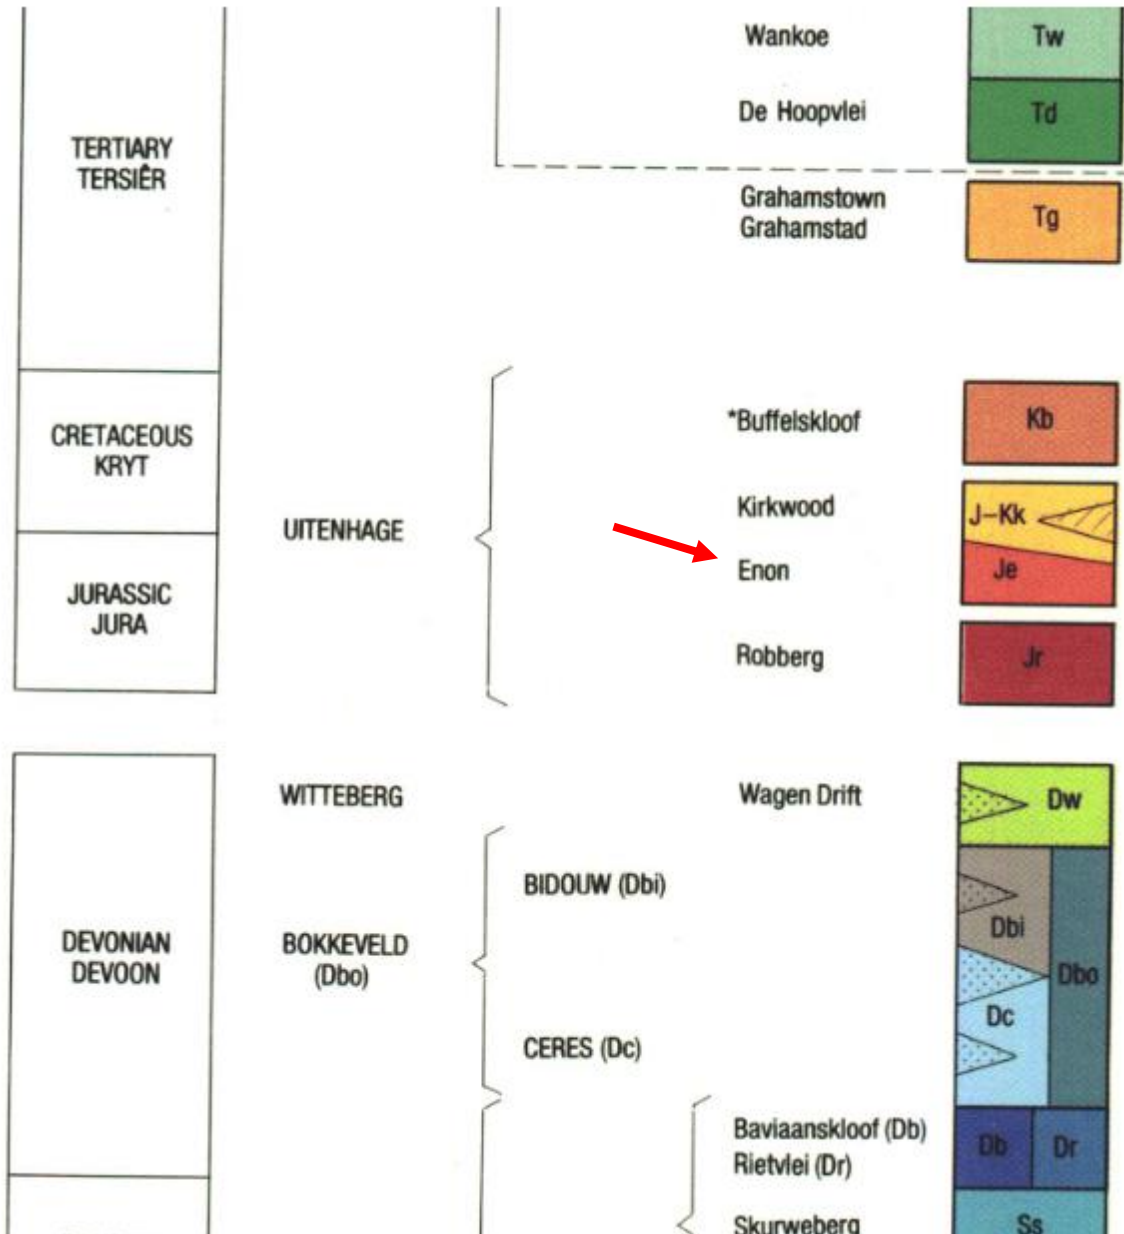 Wankoe Tw
De Hoopvlei Td
TERTIARY
TERSIÊR
Grahamstown
Grahamstad
Tg
CRETACEOUS
KRYT
*Buffelskloof Kb
Kirkwood J–Kk
UITENHAGE
Enon Je
JURASSIC
JURA
Robberg Jr
WITTEBERG Wagen Drift Dw
BIDOUW (Dbi)
Dbi
DEVONIAN
DEVOON
BOKKEVELD
(Dbo)
Dbo
Dc
CERES (Dc)
Baviaanskloof (Db)
Rietvlei (Dr)
Db Dr
Skurweberg Ss